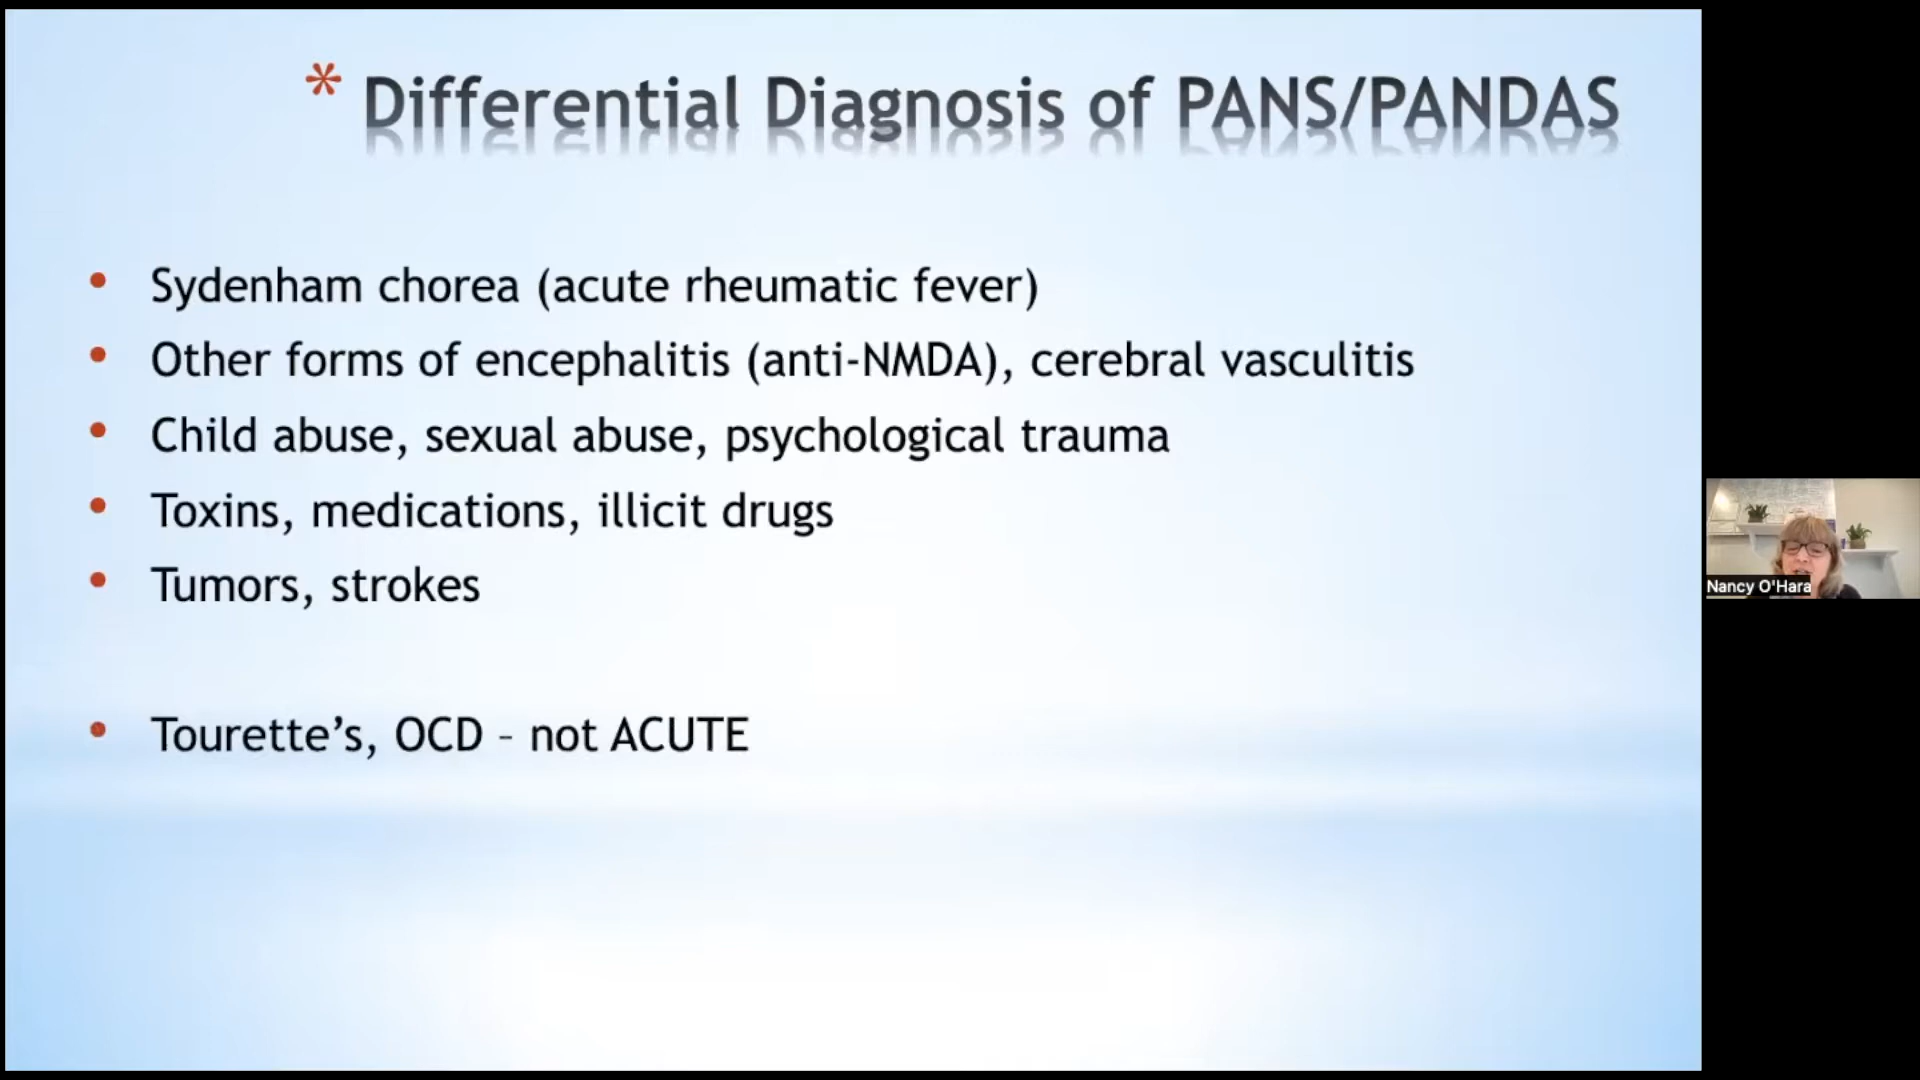 * Differential Diagnosis of PANS/PANDAS
• Sydenham chorea (acute rheumatic fever)
• Other forms of encephalitis (anti-NMDA), cerebral vasculitis
• Child abuse, sexual abuse, psychological trauma
• Toxins, medications, illicit drugs
• Tumors, strokes
• Tourette’s, OCD – not ACUTE
Nancy O'Hara